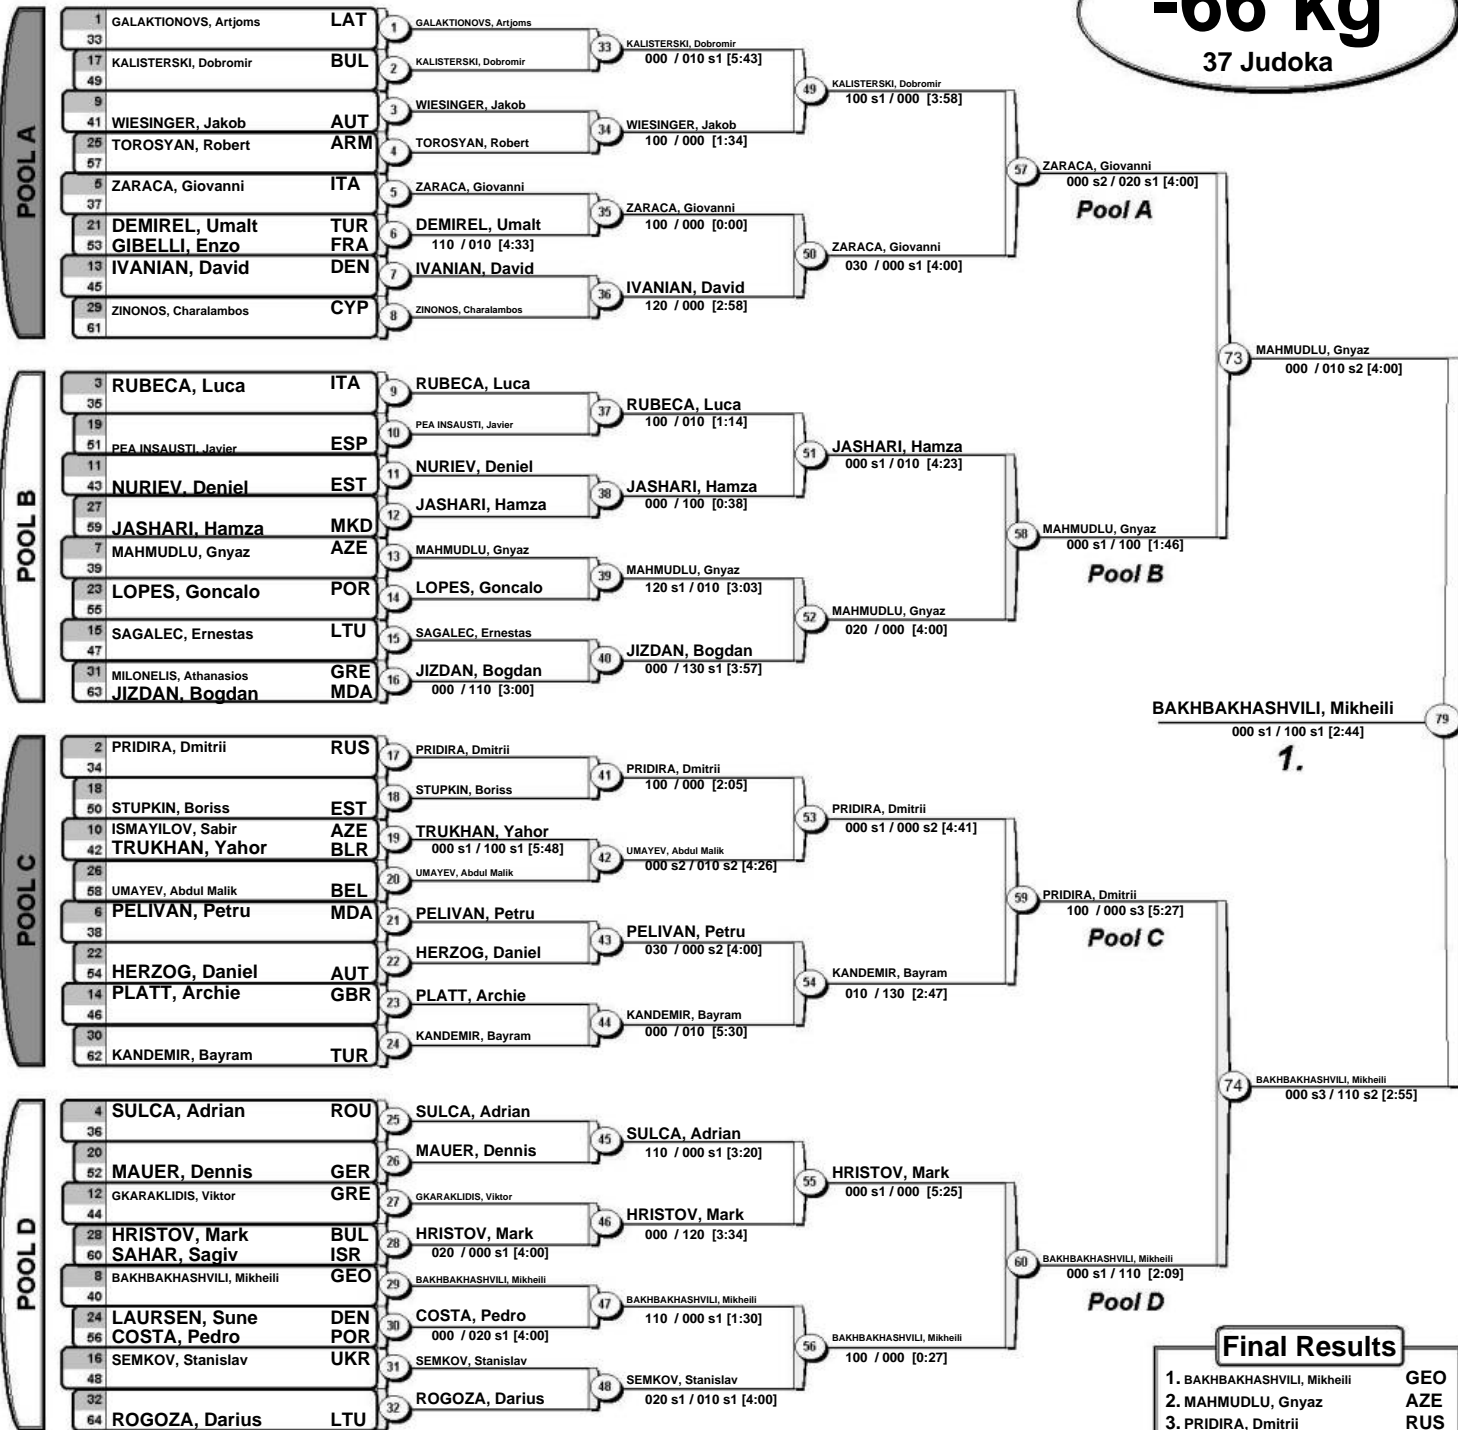 -66 kg
37 Judoka
POOL A
1 GALAKTIONOVS, Artjoms LAT
33
17 KALISTERSKI, Dobromir BUL
49
9
41 WIESINGER, Jakob AUT
25 TOROSYAN, Robert ARM
57
5 ZARACA, Giovanni ITA
37
21 DEMIREL, Umalt TUR
53 GIBELLI, Enzo FRA
13 IVANIAN, David DEN
45
29 ZINONOS, Charalambos CYP
61
1 GALAKTIONOVS, Artjoms
2 KALISTERSKI, Dobromir
3 WIESINGER, Jakob
4 TOROSYAN, Robert
5 ZARACA, Giovanni
6 DEMIREL, Umalt
110 / 010 [4:33]
7 IVANIAN, David
8 ZINONOS, Charalambos
33 KALISTERSKI, Dobromir
000 / 010 s1 [5:43]
34 WIESINGER, Jakob
100 / 000 [1:34]
35 ZARACA, Giovanni
100 / 000 [0:00]
36 IVANIAN, David
120 / 000 [2:58]
49 KALISTERSKI, Dobromir
100 s1 / 000 [3:58]
50 ZARACA, Giovanni
030 / 000 s1 [4:00]
57 ZARACA, Giovanni
000 s2 / 020 s1 [4:00]
Pool A
POOL B
3 RUBECA, Luca ITA
35
19
51 PEA INSAUSTI, Javier ESP
11
43 NURIEV, Deniel EST
27
59 JASHARI, Hamza MKD
7 MAHMUDLU, Gnyaz AZE
39
23 LOPES, Goncalo POR
55
15 SAGALEC, Ernestas LTU
47
31 MILONELIS, Athanasios GRE
63 JIZDAN, Bogdan MDA
9 RUBECA, Luca
10 PEA INSAUSTI, Javier
11 NURIEV, Deniel
12 JASHARI, Hamza
13 MAHMUDLU, Gnyaz
14 LOPES, Goncalo
15 SAGALEC, Ernestas
16 JIZDAN, Bogdan
000 / 110 [3:00]
37 RUBECA, Luca
100 / 010 [1:14]
38 JASHARI, Hamza
000 / 100 [0:38]
39 MAHMUDLU, Gnyaz
120 s1 / 010 [3:03]
40 JIZDAN, Bogdan
000 / 130 s1 [3:57]
51 JASHARI, Hamza
000 s1 / 010 [4:23]
52 MAHMUDLU, Gnyaz
020 / 000 [4:00]
58 MAHMUDLU, Gnyaz
000 s1 / 100 [1:46]
Pool B
73 MAHMUDLU, Gnyaz
000 / 010 s2 [4:00]
BAKHBAKHASHVILI, Mikheili 79
000 s1 / 100 s1 [2:44]
1.
POOL C
2 PRIDIRA, Dmitrii RUS
34
18
50 STUPKIN, Boriss EST
10 ISMAYILOV, Sabir AZE
42 TRUKHAN, Yahor BLR
26
58 UMAYEV, Abdul Malik BEL
6 PELIVAN, Petru MDA
38
22
54 HERZOG, Daniel AUT
14 PLATT, Archie GBR
46
30
62 KANDEMIR, Bayram TUR
17 PRIDIRA, Dmitrii
18 STUPKIN, Boriss
19 TRUKHAN, Yahor
000 s1 / 100 s1 [5:48]
20 UMAYEV, Abdul Malik
21 PELIVAN, Petru
22 HERZOG, Daniel
23 PLATT, Archie
24 KANDEMIR, Bayram
41 PRIDIRA, Dmitrii
100 / 000 [2:05]
42 UMAYEV, Abdul Malik
000 s2 / 010 s2 [4:26]
43 PELIVAN, Petru
030 / 000 s2 [4:00]
44 KANDEMIR, Bayram
000 / 010 [5:30]
53 PRIDIRA, Dmitrii
000 s1 / 000 s2 [4:41]
54 KANDEMIR, Bayram
010 / 130 [2:47]
59 PRIDIRA, Dmitrii
100 / 000 s3 [5:27]
Pool C
POOL D
4 SULCA, Adrian ROU
36
20
52 MAUER, Dennis GER
12 GKARAKLIDIS, Viktor GRE
44
28 HRISTOV, Mark BUL
60 SAHAR, Sagiv ISR
8 BAKHBAKHASHVILI, Mikheili GEO
40
24 LAURSEN, Sune DEN
56 COSTA, Pedro POR
16 SEMKOV, Stanislav UKR
48
32
64 ROGOZA, Darius LTU
25 SULCA, Adrian
26 MAUER, Dennis
27 GKARAKLIDIS, Viktor
28 HRISTOV, Mark
020 / 000 s1 [4:00]
29 BAKHBAKHASHVILI, Mikheili
30 COSTA, Pedro
000 / 020 s1 [4:00]
31 SEMKOV, Stanislav
32 ROGOZA, Darius
45 SULCA, Adrian
110 / 000 s1 [3:20]
46 HRISTOV, Mark
000 / 120 [3:34]
47 BAKHBAKHASHVILI, Mikheili
110 / 000 s1 [1:30]
48 SEMKOV, Stanislav
020 s1 / 010 s1 [4:00]
55 HRISTOV, Mark
000 s1 / 000 [5:25]
56 BAKHBAKHASHVILI, Mikheili
100 / 000 [0:27]
60 BAKHBAKHASHVILI, Mikheili
000 s1 / 110 [2:09]
Pool D
74 BAKHBAKHASHVILI, Mikheili
000 s3 / 110 s2 [2:55]
Final Results
1. BAKHBAKHASHVILI, Mikheili GEO
2. MAHMUDLU, Gnyaz AZE
3. PRIDIRA, Dmitrii RUS